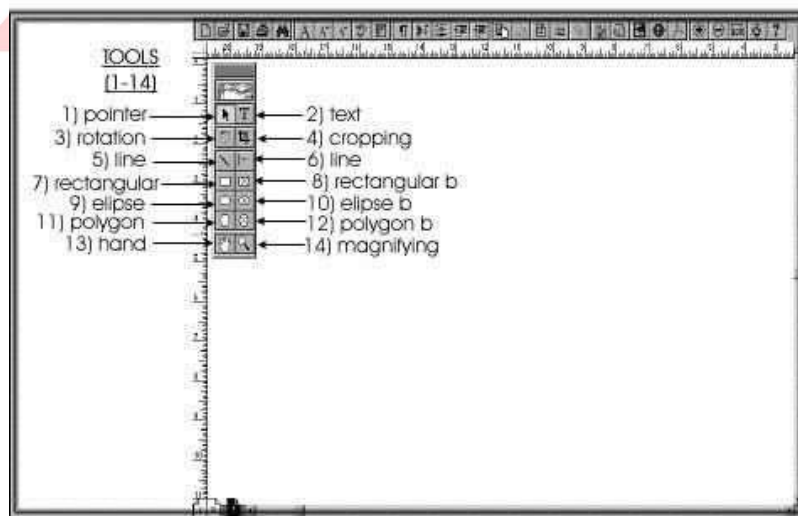 TOOLS
(1-14)
1) pointer
2) text
3) rotation
4) cropping
5) line
6) line
7) rectangular
8) rectangular b
9) elipse
10) elipse b
11) polygon
12) polygon b
13) hand
14) magnifying